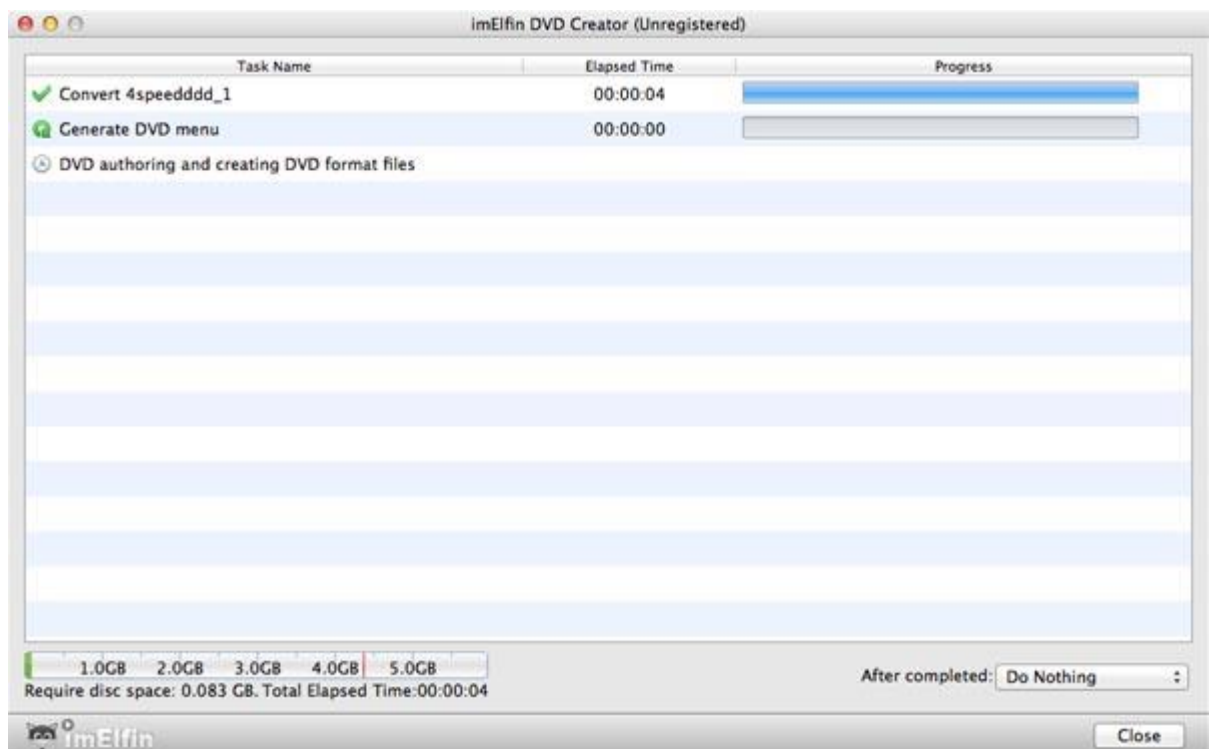 imElfin DVD Creator (Unregistered)
Task Name Elapsed Time Progress
Convert 4speedddd_1 00:00:04
Generate DVD menu 00:00:00
DVD authoring and creating DVD format files
1.0GB 2.0GB 3.0GB 4.0GB 5.0GB
Require disc space: 0.083 GB. Total Elapsed Time:00:00:04
After completed: Do Nothing
imElfin
Close